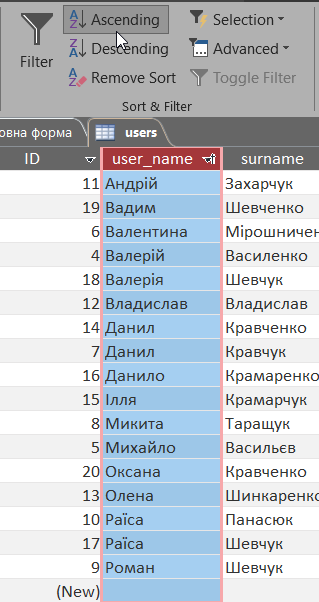 Ascending
Selection
Descending
Advanced
Filter
Remove Sort
Toggle Filter
Sort & Filter
овна форма
users
ID user_name surname
11 Андрій Захарчук
19 Вадим Шевченко
6 Валентина Мірошничен
4 Валерій Василенко
18 Валерія Шевчук
12 Владислав Владислав
14 Данил Кравченко
7 Данил Кравчук
16 Данило Крамаренко
15 Ілля Крамарчук
8 Микита Таращук
5 Михайло Васильєв
20 Оксана Кравченко
13 Олена Шинкаренко
10 Раїса Панасюк
17 Раїса Шевчук
9 Роман Шевчук
(New)